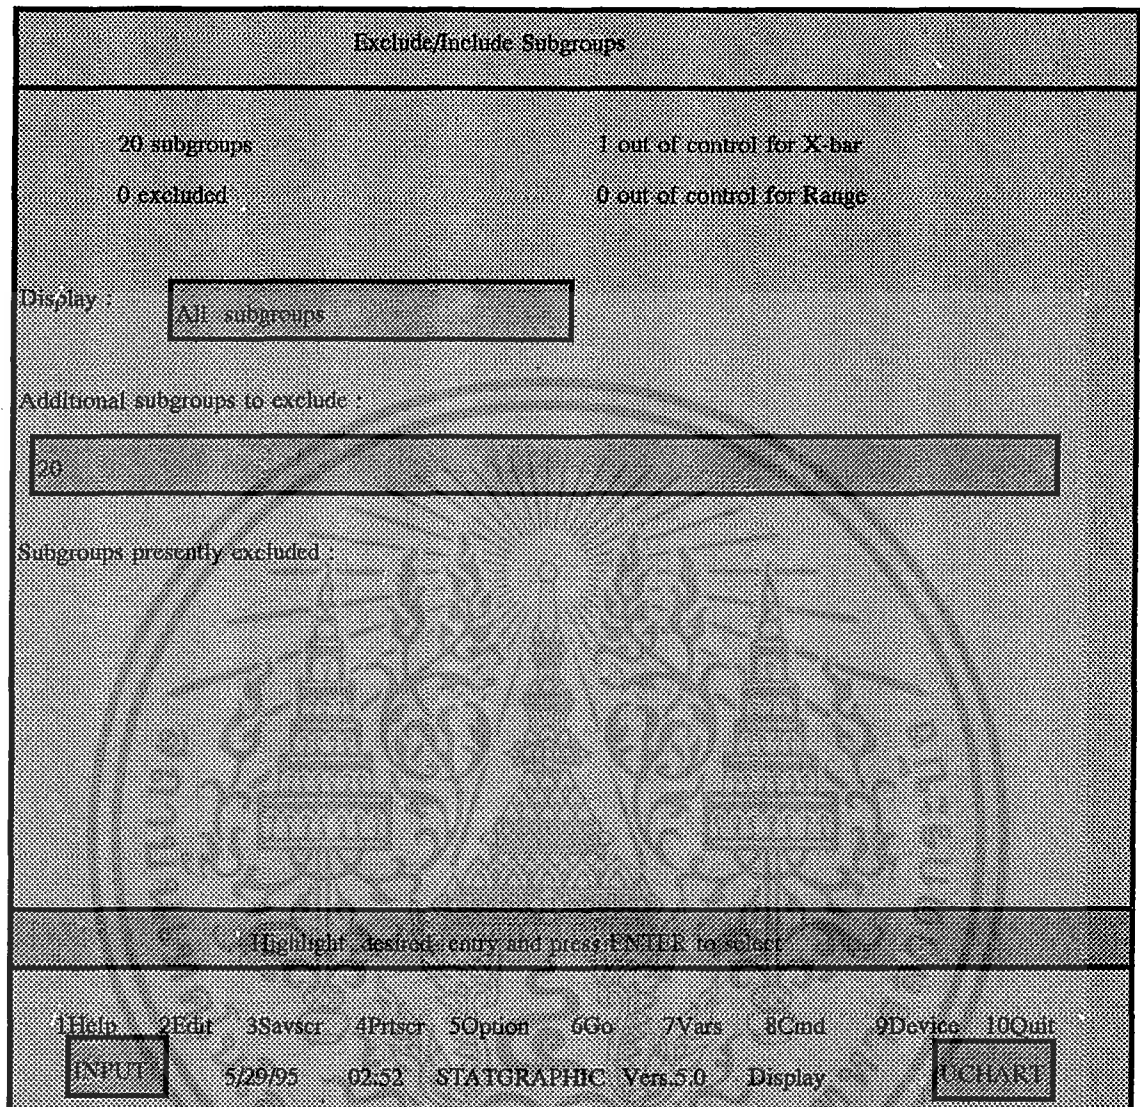 Exclude/Include Subgroups
20 subgroups 1 out of control for X-bar
0 excluded 0 out of control for Range
Display :
All subgroups
Additional subgroups to exclude :
20
Subgroups presently excluded :
Highlight desired entry and press ENTER to select
1Help 2Edit 3Savscr 4Prtscr 5Option 6Go 7Vars 8Cmd 9Device 10Quit
INPUT 5/29/95 02:52 STATGRAPHIC Vers.5.0 Display UCHART